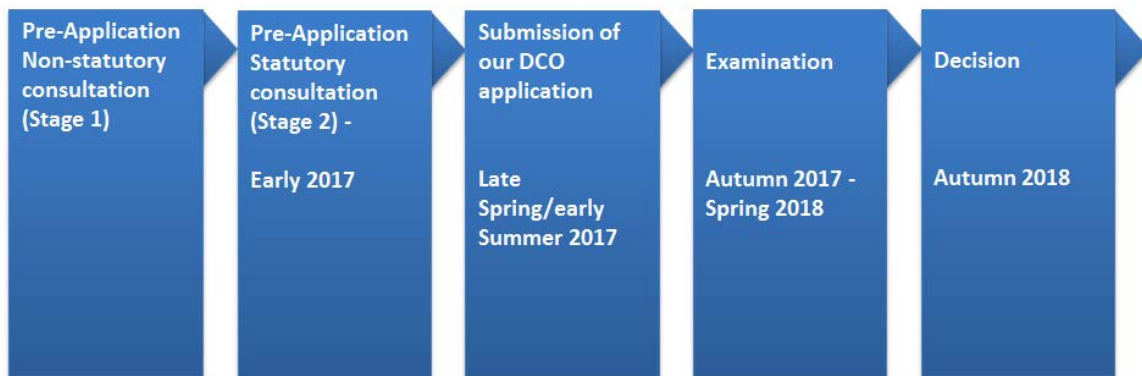 Pre-Application
Non-statutory
consultation
(Stage 1)
Pre-Application
Statutory
consultation
(Stage 2) -
Early 2017
Submission of
our DCO
application
Late
Spring/early
Summer 2017
Examination
Autumn 2017 -
Spring 2018
Decision
Autumn 2018